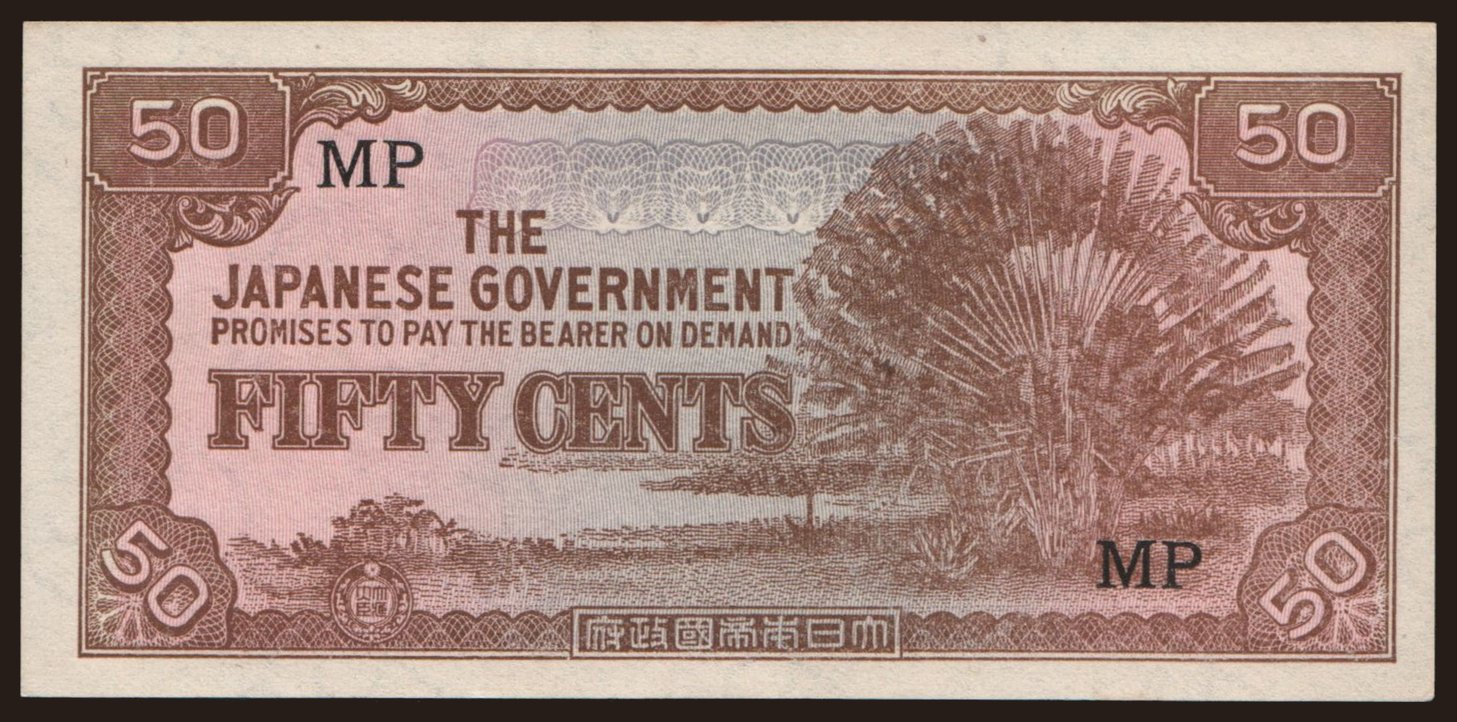 50
50
MP
THE
JAPANESE GOVERNMENT
PROMISES TO PAY THE BEARER ON DEMAND
FIFTY CENTS
MP
50
50
府政國帝本日大